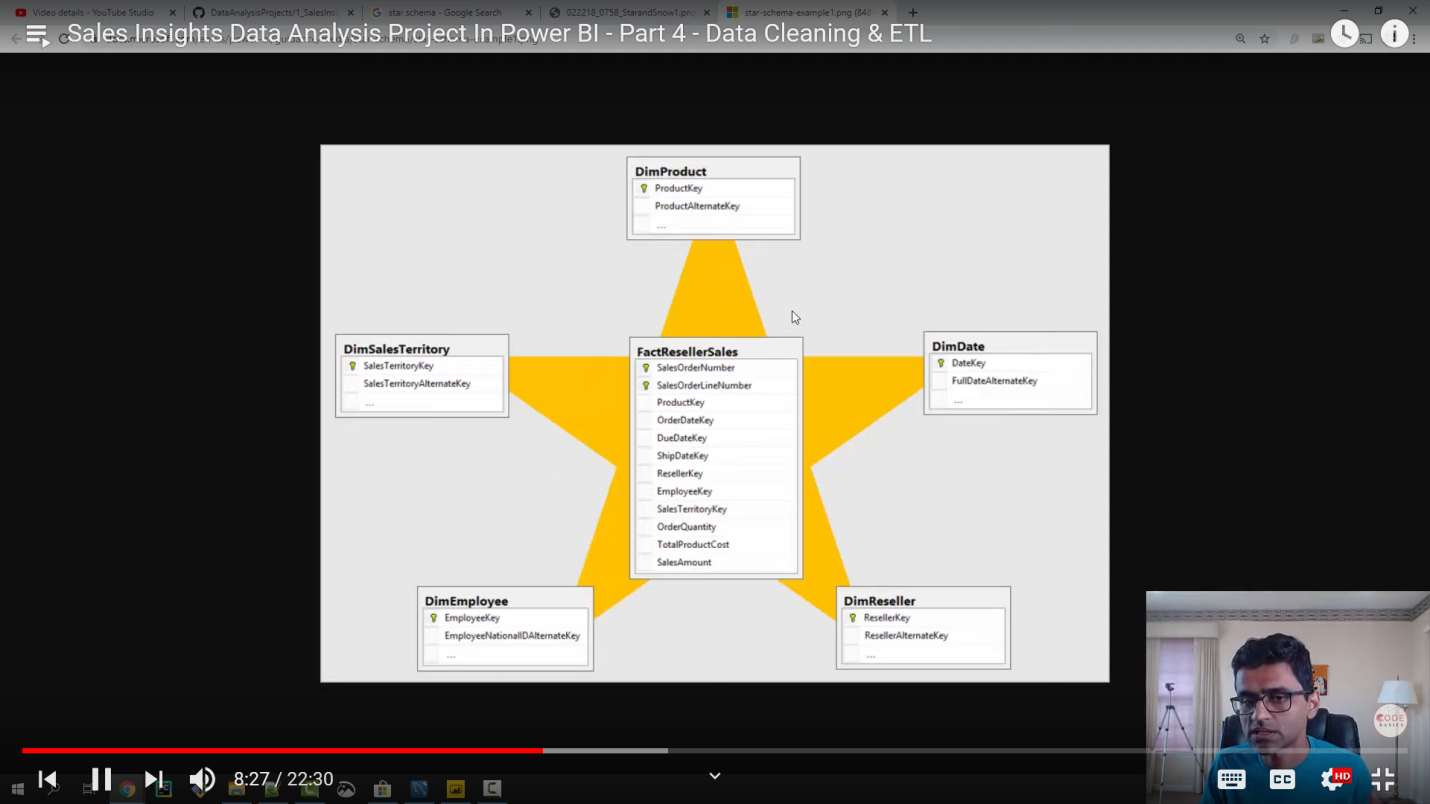 Video details - YouTube Studio
DataAnalysisProjects/1_SalesInsi
star schema - Google Search
022218_0758_StarandSnow1.png
star-schema-example1.png (848
Sales Insights Data Analysis Project In Power BI - Part 4 - Data Cleaning & ETL
DimProduct
ProductKey
ProductAlternateKey
...
DimSalesTerritory
SalesTerritoryKey
SalesTerritoryAlternateKey
...
FactResellerSales
SalesOrderNumber
SalesOrderLineNumber
ProductKey
OrderDateKey
DueDateKey
ShipDateKey
ResellerKey
EmployeeKey
SalesTerritoryKey
OrderQuantity
TotalProductCost
SalesAmount
DimDate
DateKey
FullDateAlternateKey
...
DimEmployee
EmployeeKey
EmployeeNationalIDAlternateKey
...
DimReseller
ResellerKey
ResellerAlternateKey
...
CODE
BASICS
8:27 / 22:30
CC
HD